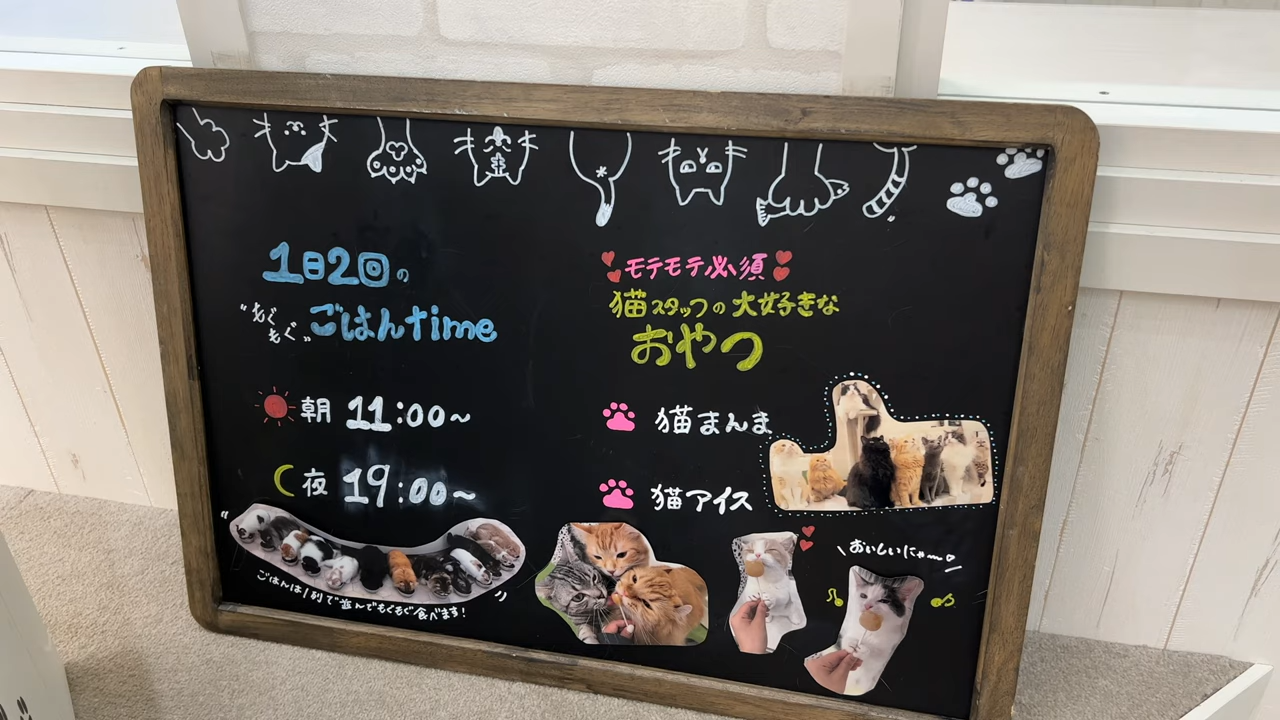 1日2回の
"もぐもぐ" ごはんtime
朝 11:00~
夜 19:00~
ごはんは1列で並んでもぐもぐ食べます!
モテモテ必須
猫スタッフの大好きな
おやつ
猫まんま
猫アイス
おいしいにゃ〜。